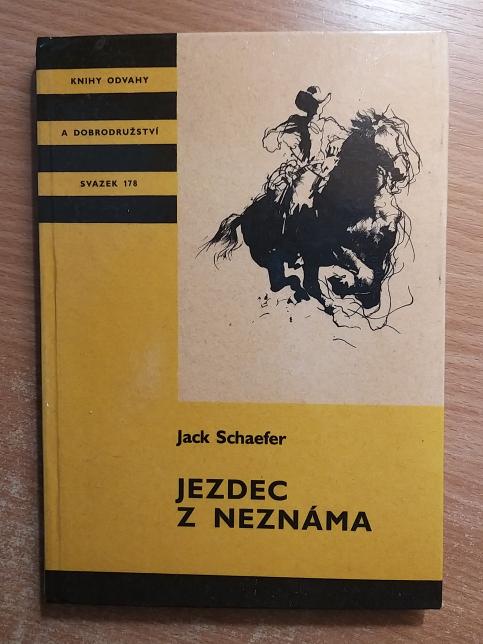 KNIHY ODVAHY
A DOBRODRUŽSTVÍ
SVAZEK 178
Jack Schaefer
JEZDEC
Z NEZNÁMA